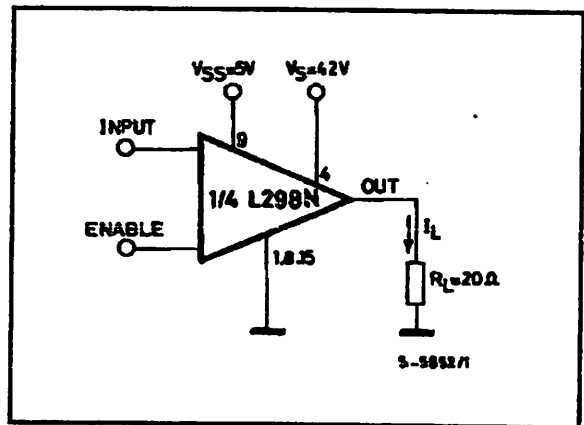 VSS=5V VS=42V
INPUT
9
4
OUT
1/4 L298N
IL
ENABLE
1.8.15
RL=20Ω
S-5852/1